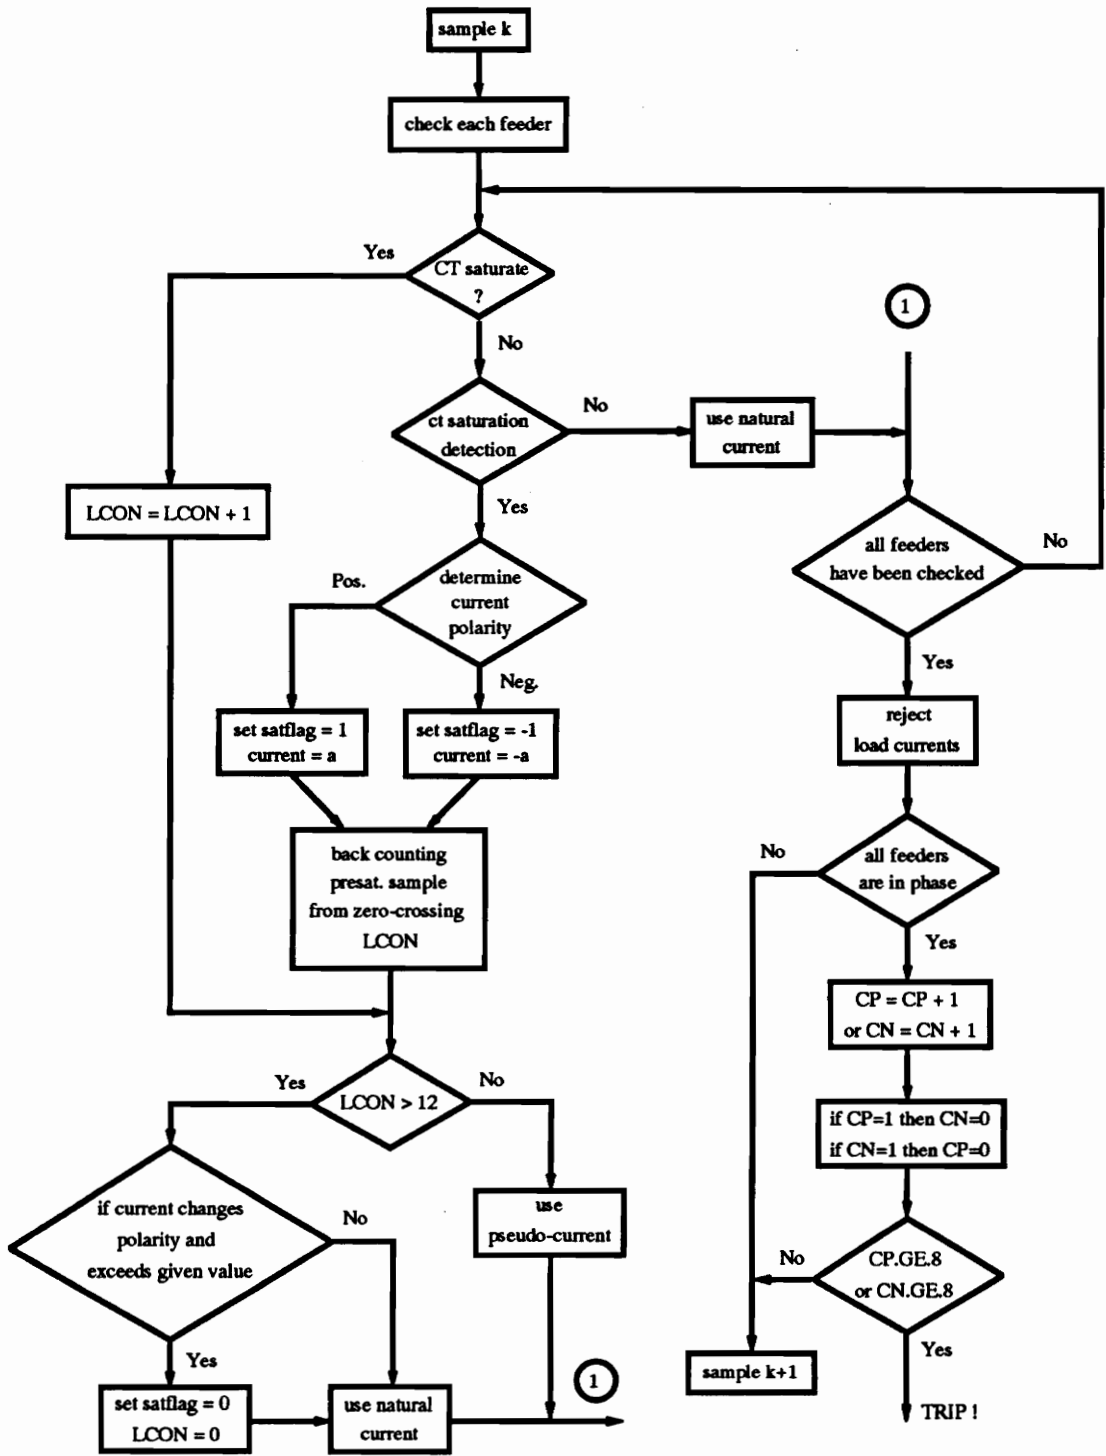 sample k
check each feeder
Yes
CT saturate
?
No
1
ct saturation
detection
No
use natural
current
LCON = LCON + 1
Yes
all feeders
have been checked
No
Pos.
determine
current
polarity
Neg.
Yes
set satflag = 1
current = a
set satflag = -1
current = -a
reject
load currents
back counting
presat. sample
from zero-crossing
LCON
No
all feeders
are in phase
Yes
CP = CP + 1
or CN = CN + 1
Yes
LCON > 12
No
if CP=1 then CN=0
if CN=1 then CP=0
if current changes
polarity and
exceeds given value
No
use
pseudo-current
No
CP.GE.8
or CN.GE.8
Yes
Yes
set satflag = 0
LCON = 0
use natural
current
1
sample k+1
TRIP !